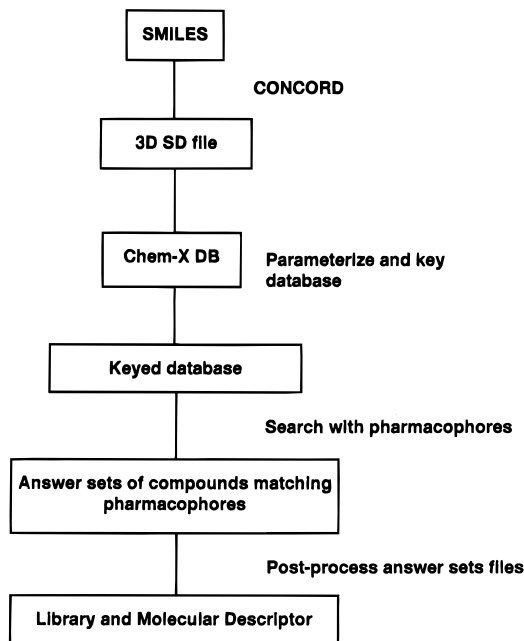 SMILES
CONCORD
3D SD file
Chem-X DB
Parameterize and key
database
Keyed database
Search with pharmacophores
Answer sets of compounds matching
pharmacophores
Post-process answer sets files
Library and Molecular Descriptor